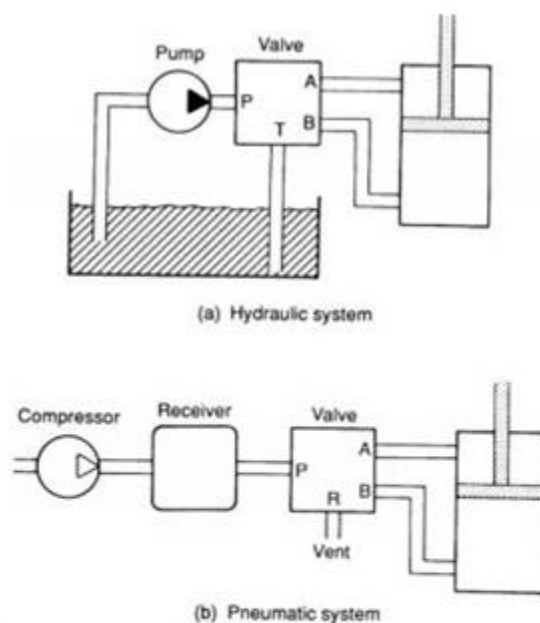 Pump
Valve
P
A
B
T
(a) Hydraulic system
Compressor
Receiver
Valve
P
A
B
R
Vent
(b) Pneumatic system